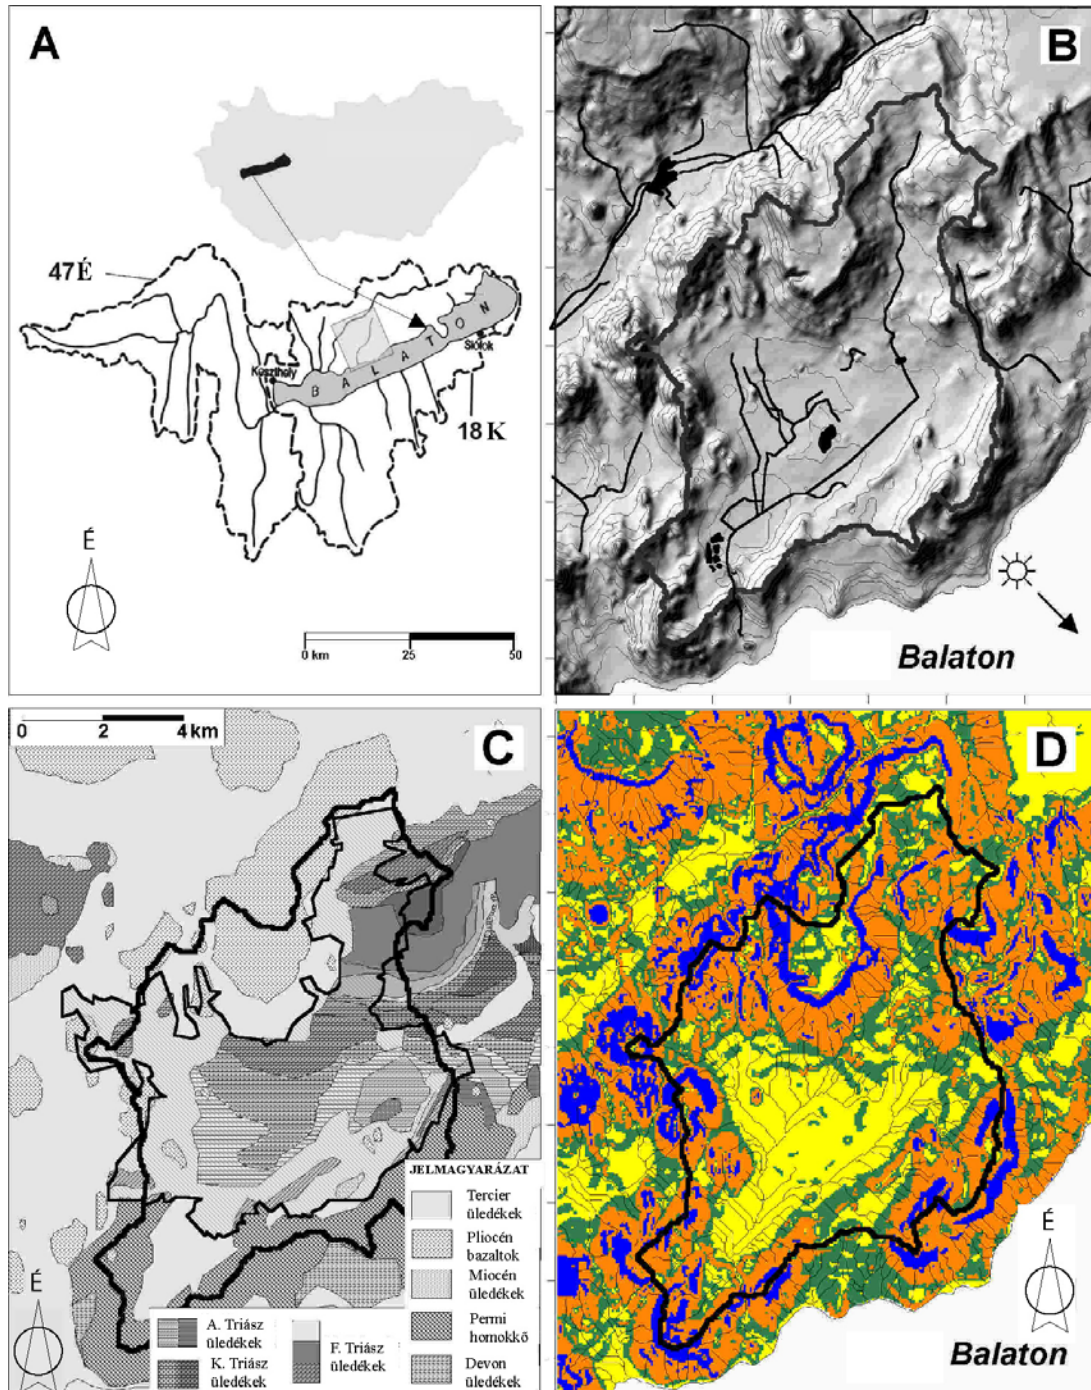 A
47 É
Keszthely
BALATON
Siófok
18 K
É
0 km 25 50
B
Balaton
0 2 4 km
C
JELMAGYARÁZAT
Tercier
üledékek
Pliocén
bazaltok
Miocén
üledékek
Permi
homokkő
Devon
üledékek
A. Triász
üledékek
K. Triász
üledékek
F. Triász
üledékek
É
D
É
Balaton